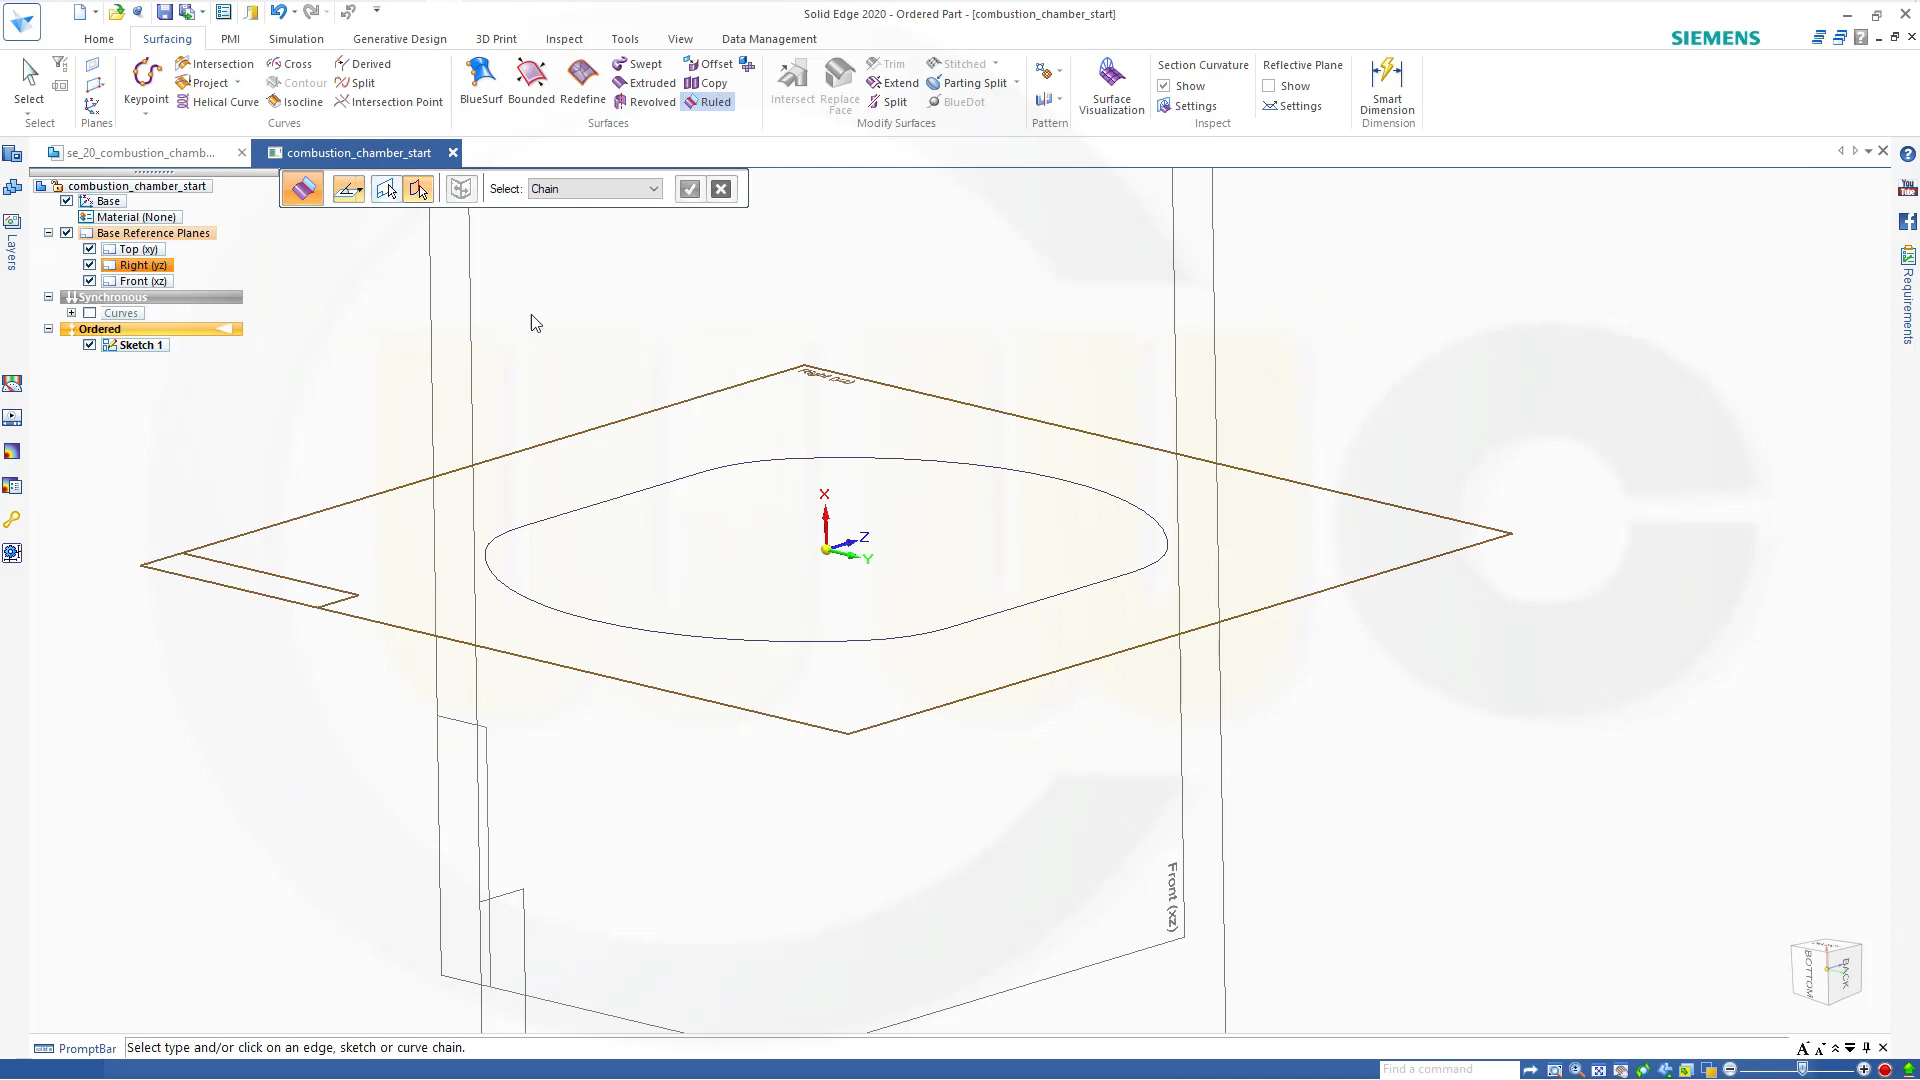 Solid Edge 2020 - Ordered Part - [combustion_chamber_start]
Home Surfacing PMI Simulation Generative Design 3D Print Inspect Tools View Data Management SIEMENS
Select
Select
Planes
Keypoint
Intersection Cross Derived
Project Contour Split
Helical Curve Isocline Intersection Point
Curves
BlueSurf Bounded Redefine
Swept Offset
Extruded Copy
Revolved Ruled
Surfaces
Intersect Replace Face
Trim Stitched
Extend Parting Split
Split BlueDot
Modify Surfaces
Pattern
Surface Visualization
Section Curvature Reflective Plane
Show Show
Settings Settings
Inspect
Smart Dimension
Dimension
se_20_combustion_chamb... combustion_chamber_start
Select: Chain
combustion_chamber_start
Base
Material (None)
Base Reference Planes
Top (xy)
Right (yz)
Front (xz)
Synchronous
Curves
Ordered
Sketch 1
Layers
You Tube
Requirements
Right (yz)
X
Z
Y
Front (xz)
BOTTOM
BACK
PromptBar Select type and/or click on an edge, sketch or curve chain.
Find a command